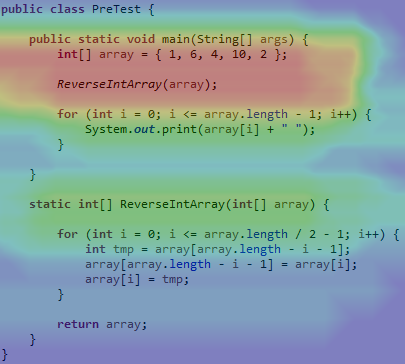 public class PreTest {
public static void main(String[] args) {
int[] array = { 1, 6, 4, 10, 2 };
ReverseIntArray(array);
for (int i = 0; i <= array.length - 1; i++) {
System.out.print(array[i] + " ");
}
}
static int[] ReverseIntArray(int[] array) {
for (int i = 0; i <= array.length / 2 - 1; i++) {
int tmp = array[array.length - i - 1];
array[array.length - i - 1] = array[i];
array[i] = tmp;
}
return array;
}
}